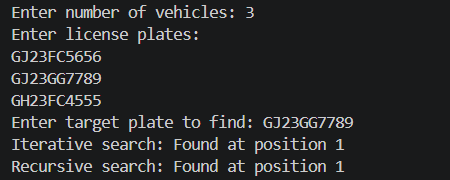 Enter number of vehicles: 3
Enter license plates:
GJ23FC5656
GJ23GG7789
GH23FC4555
Enter target plate to find: GJ23GG7789
Iterative search: Found at position 1
Recursive search: Found at position 1